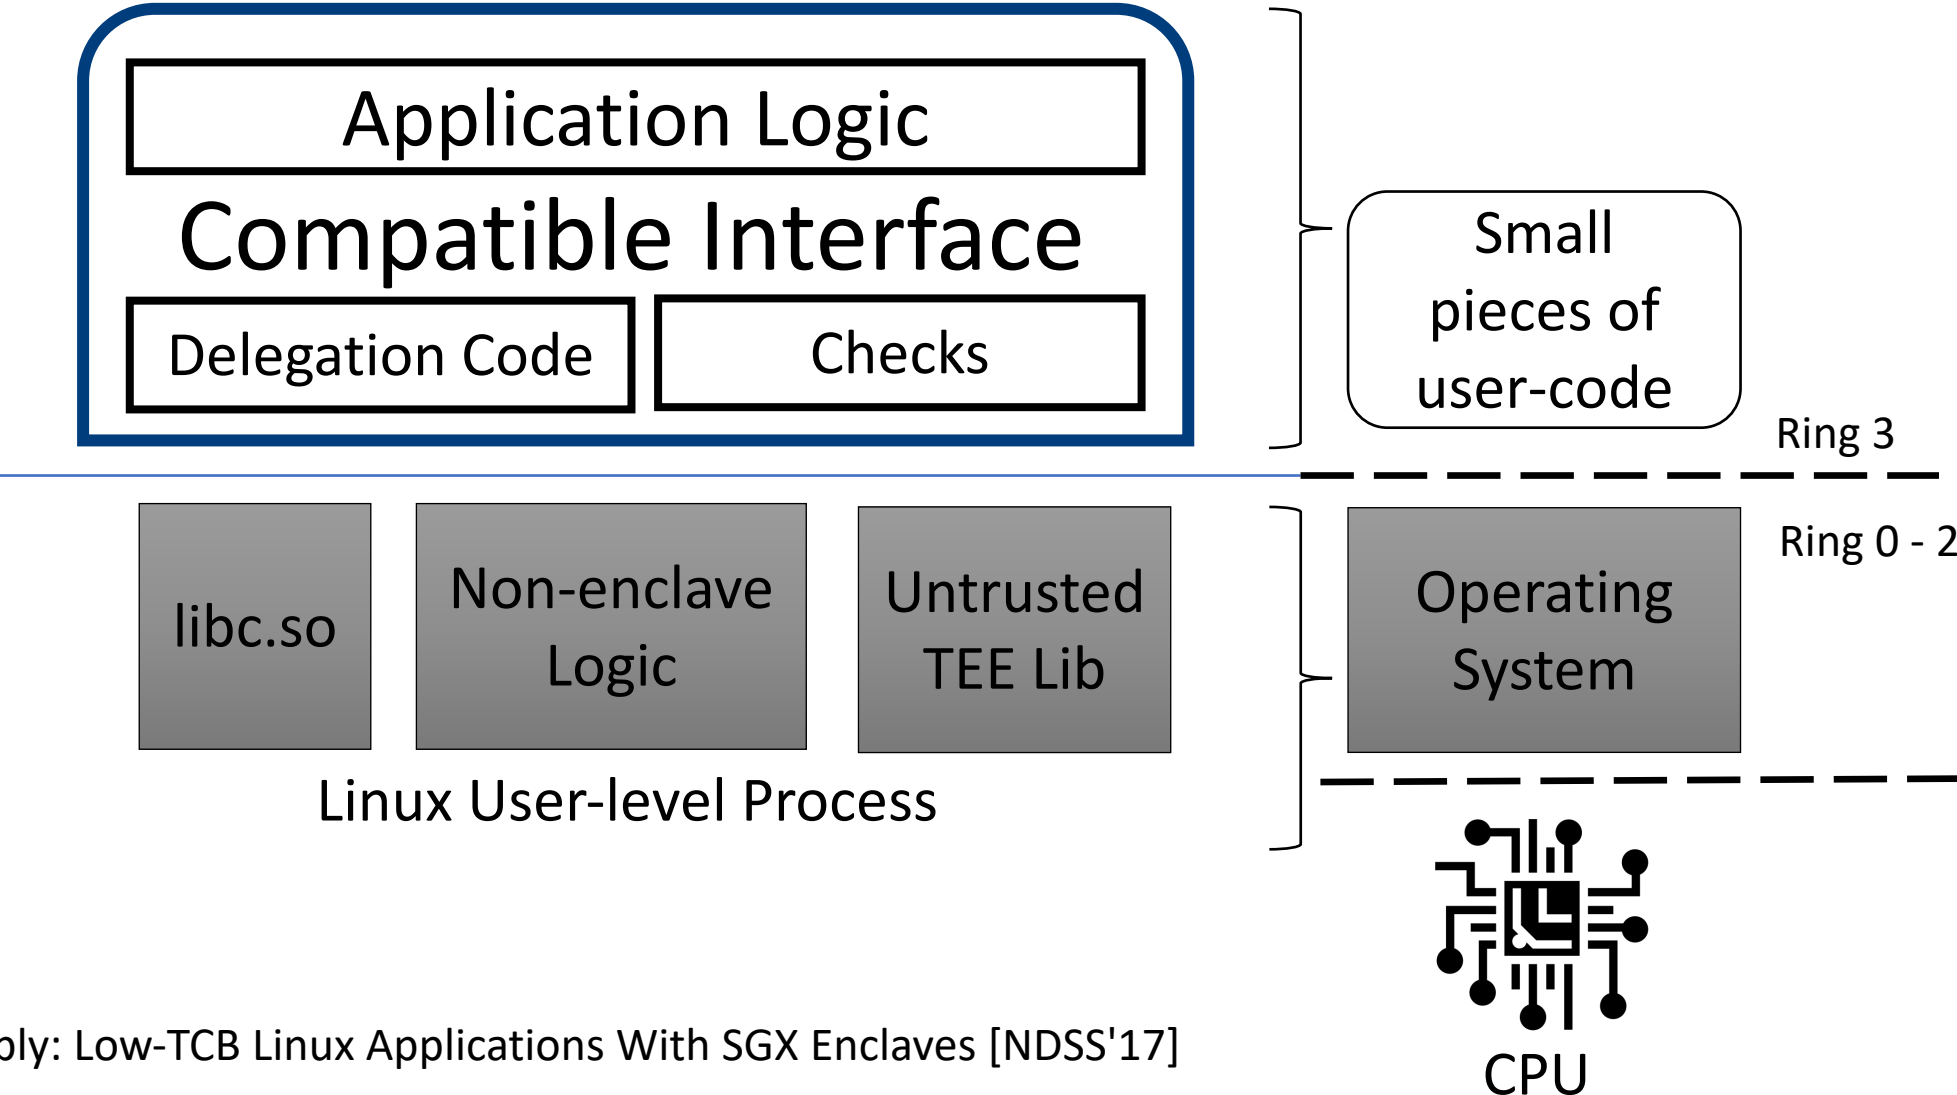 Application Logic
Compatible Interface
Delegation Code
Checks
Small
pieces of
user-code
Ring 3
Ring 0 - 2
libc.so
Non-enclave
Logic
Untrusted
TEE Lib
Operating
System
Linux User-level Process
Low-TCB Linux Applications With SGX Enclaves [NDSS'17]
CPU